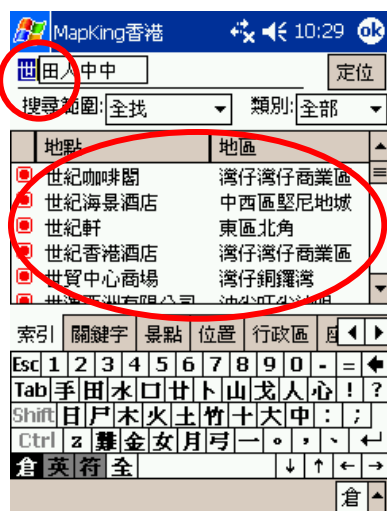 MapKing香港 10:29 ok
世 田人中中 定位
搜尋範圍: 全找 類別: 全部
地點 地區
世紀咖啡閣 灣仔灣仔商業區
世紀海景酒店 中西區堅尼地城
世紀軒 東區北角
世紀香港酒店 灣仔灣仔商業區
世貿中心商場 灣仔銅鑼灣
索引 關鍵字 景點 位置 行政區
Esc 1 2 3 4 5 6 7 8 9 0 - =
Tab 手 田 水 口 廿 卜 山 戈 人 心 ! ?
Shift 日 尸 木 火 土 竹 十 大 中 : ;
Ctrl z 難 金 女 月 弓 一 。 , 、
倉 英 符 全 ↓ ↑ ← →
倉